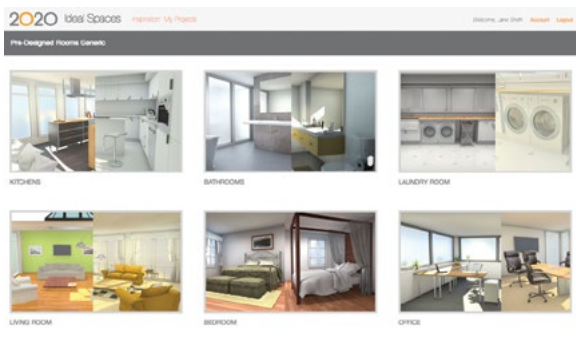 2020 Ideal Spaces Inspiration My Projects Welcome, Jane Smith Account Logout
Pre-Designed Rooms Generic
KITCHENS BATHROOMS LAUNDRY ROOM
LIVING ROOM BEDROOM OFFICE